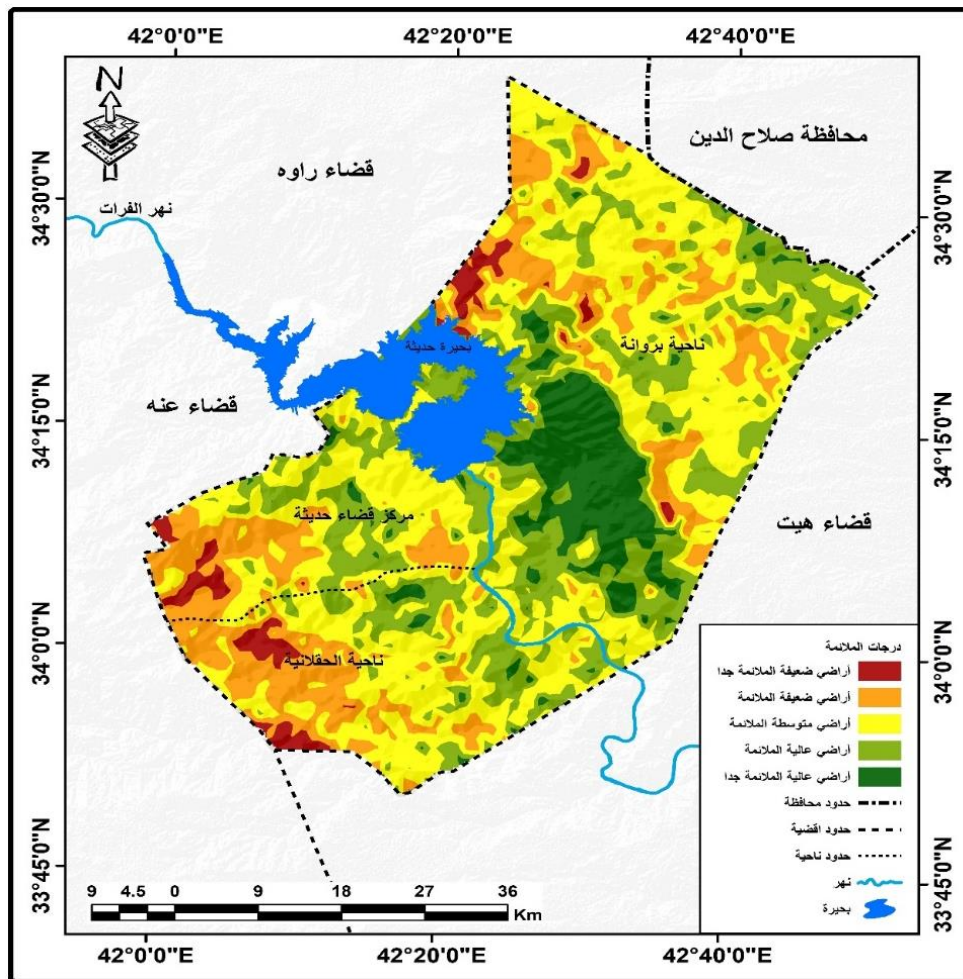 42°0'0"E
42°20'0"E
42°40'0"E
N
محافظة صلاح الدين
قضاء راوه
34°30'0"N
34°30'0"N
نهر الفرات
بحيرة حديثة
ناحية بروانة
قضاء عنه
34°15'0"N
34°15'0"N
مركز قضاء حديثة
قضاء هيت
34°0'0"N
34°0'0"N
ناحية الحقلانية
درجات الملائمة
أراضي ضعيفة الملائمة جدا
أراضي ضعيفة الملائمة
أراضي متوسطة الملائمة
أراضي عالية الملائمة
أراضي عالية الملائمة جدا
حدود محافظة
حدود اقضية
حدود ناحية
نهر
بحيرة
33°45'0"N
33°45'0"N
9 4.5 0 9 18 27 36
Km
42°0'0"E
42°20'0"E
42°40'0"E